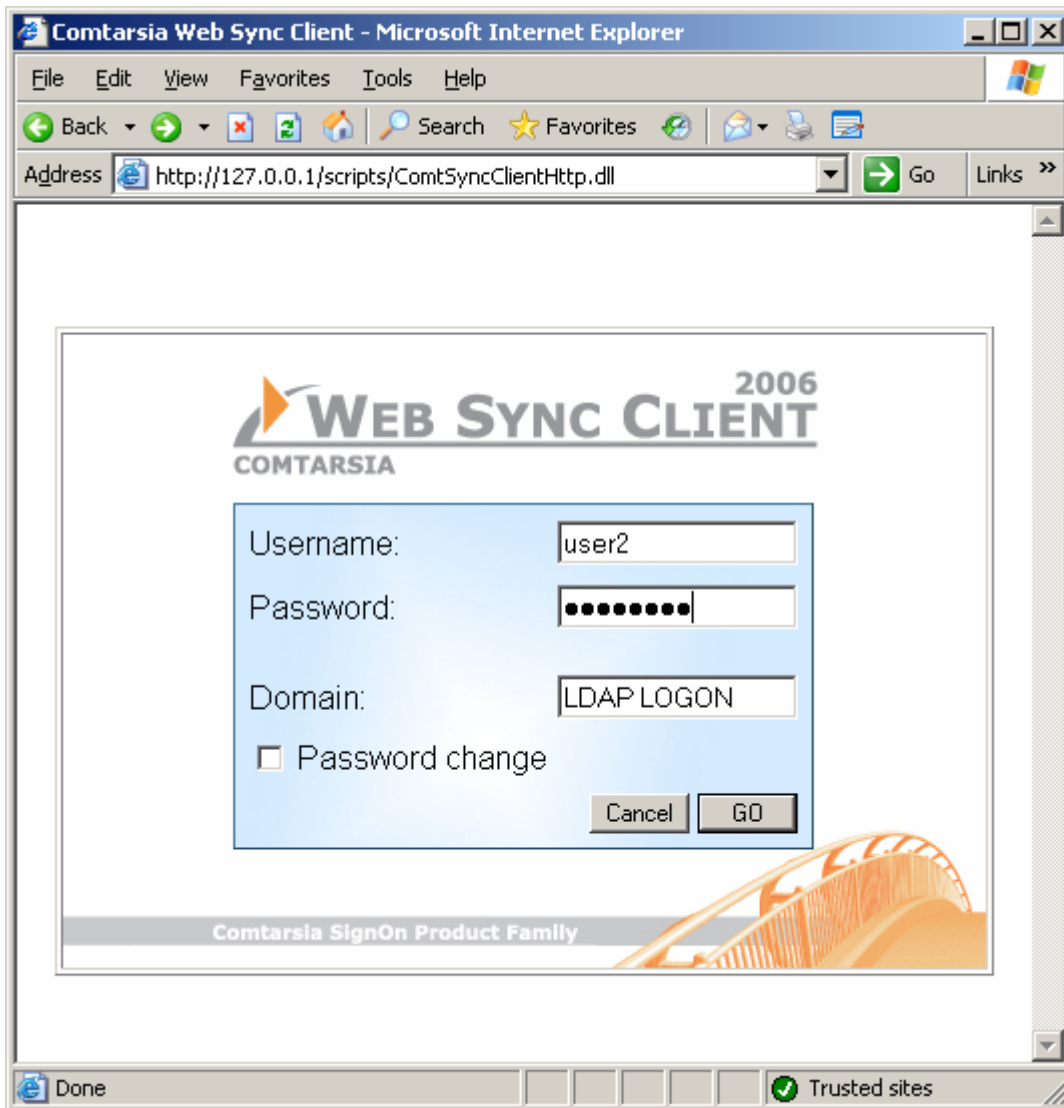 Comtarsia Web Sync Client - Microsoft Internet Explorer
File Edit View Favorites Tools Help
Back Search Favorites
Address http://127.0.0.1/scripts/ComtSyncClientHttp.dll Go Links »
2006
WEB SYNC CLIENT
COMTARSIA
Username: user2
Password: ●●●●●●●●
Domain: LDAP LOGON
Password change
Cancel GO
Comtarsia SignOn Product Family
Done Trusted sites